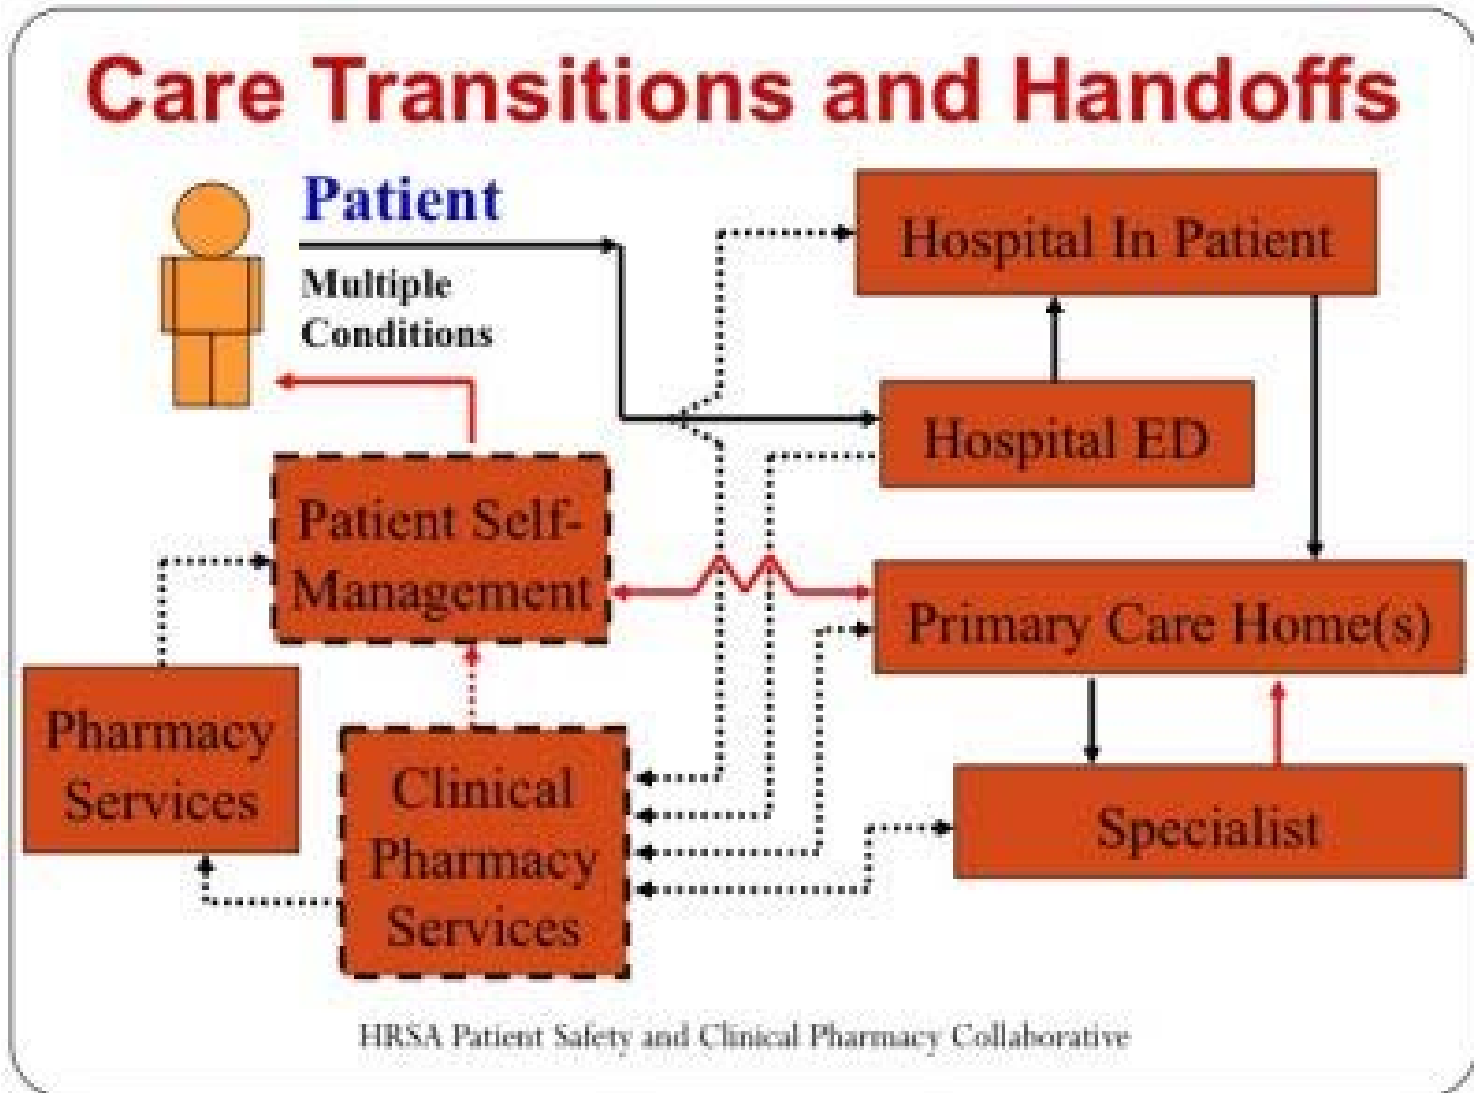 Care Transitions and Handoffs
Patient
Multiple
Conditions
Hospital In Patient
Hospital ED
Patient Self-
Management
Primary Care Home(s)
Pharmacy
Services
Clinical
Pharmacy
Services
Specialist
HRSA Patient Safety and Clinical Pharmacy Collaborative